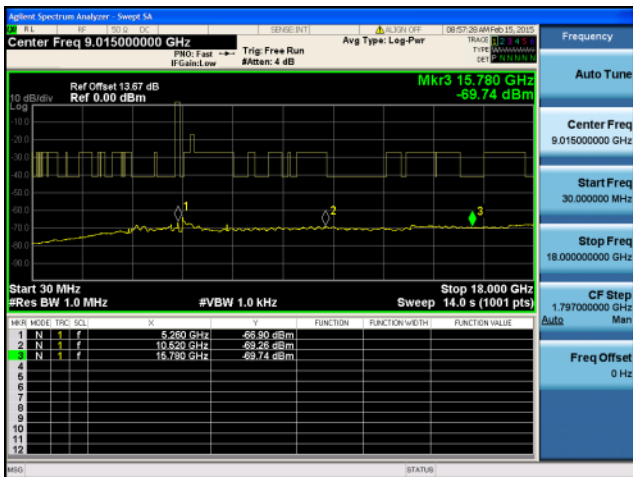 Agilent Spectrum Analyzer - Swept SA
RL RF 50 Ω DC SENSE:INT ALIGN OFF 08:57:28 AM Feb 15, 2015
Center Freq 9.015000000 GHz
PNO: Fast
IFGain:Low
Trig: Free Run
#Atten: 4 dB
Avg Type: Log-Pwr
TRACE 1 2 3 4 5 6
TYPE
DET P N N N N N
Ref Offset 13.67 dB
Ref 0.00 dBm
10 dB/div
Log
Mkr3 15.780 GHz
-69.74 dBm
-10.0
-20.0
-30.0
-40.0
-50.0
-60.0
-70.0
-80.0
-90.0
1
2
3
Start 30 MHz
Stop 18.000 GHz
#Res BW 1.0 MHz
#VBW 1.0 kHz
Sweep 14.0 s (1001 pts)
MKR MODE TRC SCL X Y FUNCTION FUNCTION WIDTH FUNCTION VALUE
1 N 1 f 5.260 GHz -66.90 dBm
2 N 1 f 10.520 GHz -69.26 dBm
3 N 1 f 15.780 GHz -69.74 dBm
4
5
6
7
8
9
10
11
12
MSG
STATUS
Frequency
Auto Tune
Center Freq
9.015000000 GHz
Start Freq
30.000000 MHz
Stop Freq
18.000000000 GHz
CF Step
1.797000000 GHz
Auto Man
Freq Offset
0 Hz